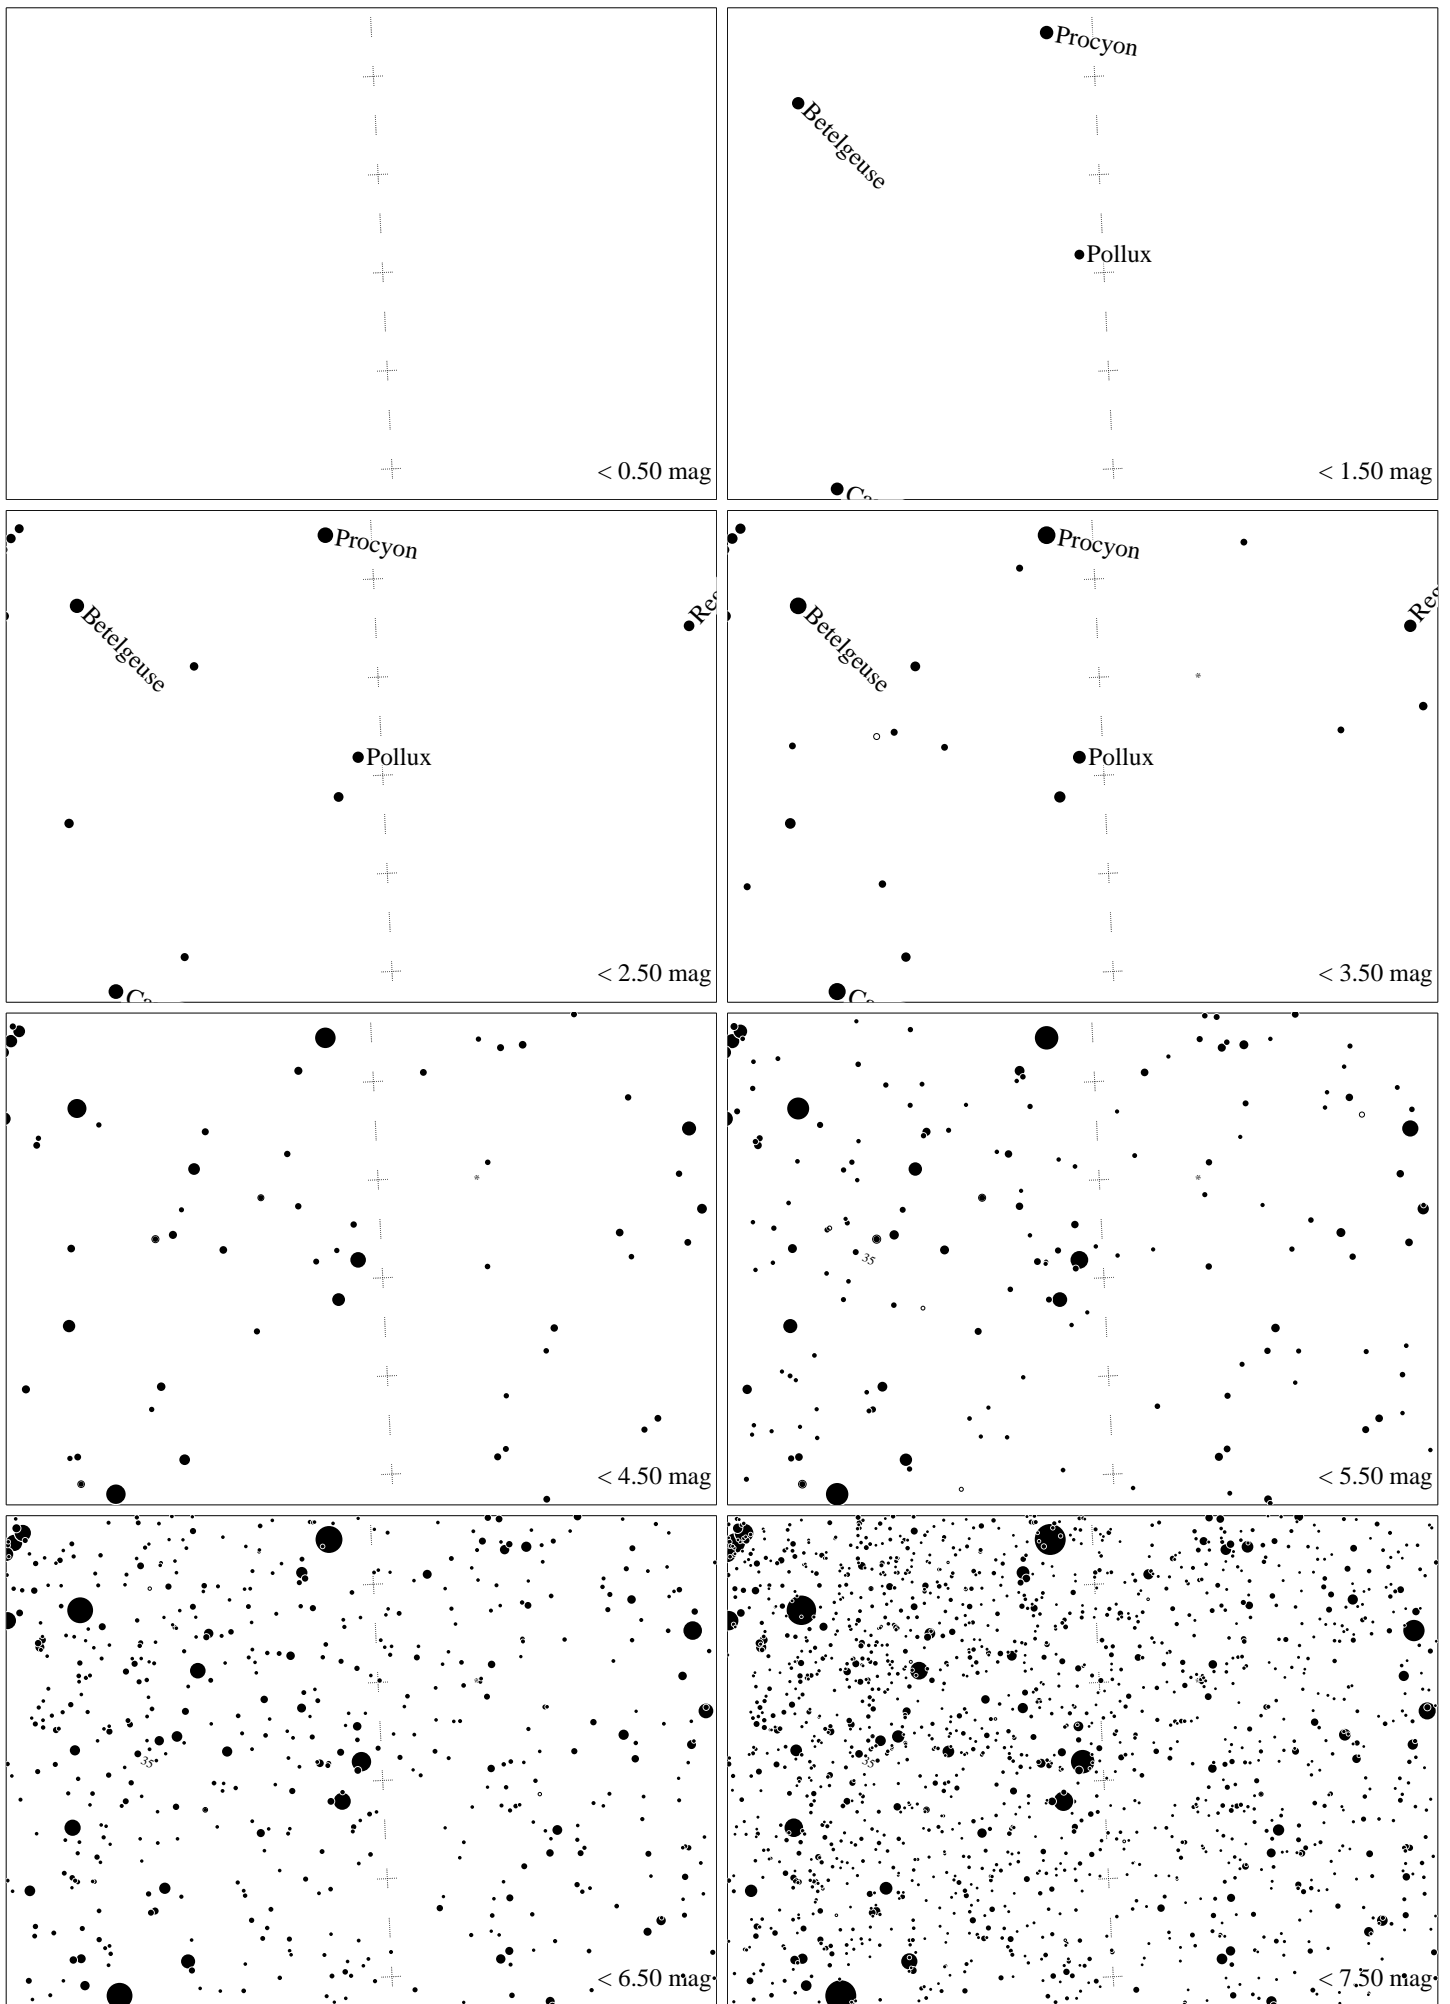 < 0.50 mag
Procyon
Betelgeuse
Pollux
< 1.50 mag
Procyon
Betelgeuse
Pollux
< 2.50 mag
Procyon
Betelgeuse
Pollux
< 3.50 mag
< 4.50 mag
35
< 5.50 mag
35
< 6.50 mag
35
< 7.50 mag